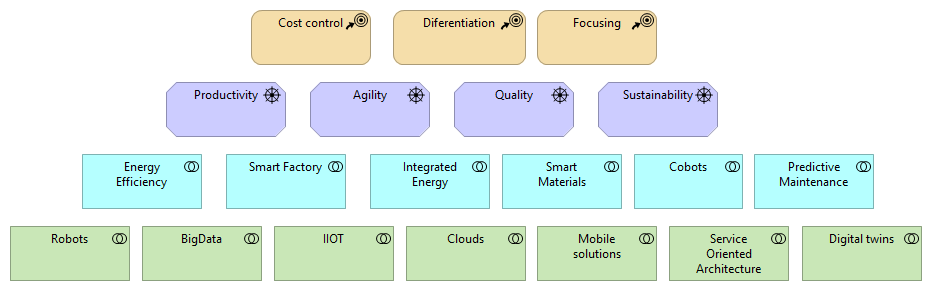 Cost control
Diferentiation
Focusing
Productivity
Agility
Quality
Sustainability
Energy
Efficiency
Smart Factory
Integrated
Energy
Smart
Materials
Cobots
Predictive
Maintenance
Robots
BigData
IIOT
Clouds
Mobile
solutions
Service
Oriented
Architecture
Digital twins